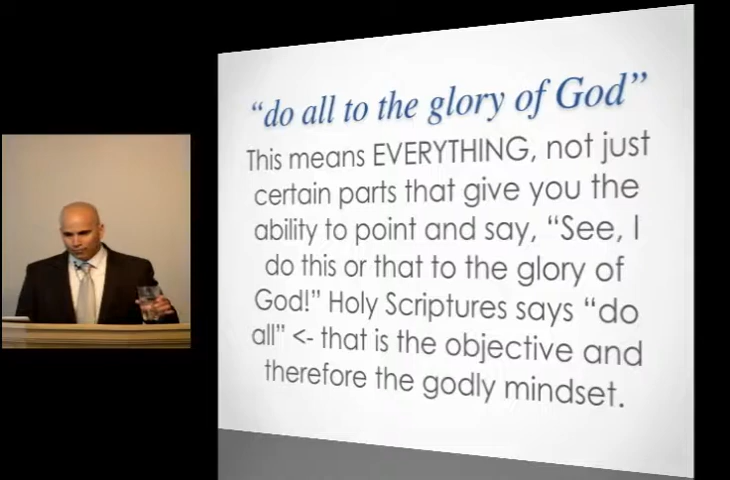 “do all to the glory of God”
This means EVERYTHING, not just
certain parts that give you the
ability to point and say, “See, I
do this or that to the glory of
God!” Holy Scriptures says “do
all” <- that is the objective and
therefore the godly mindset.